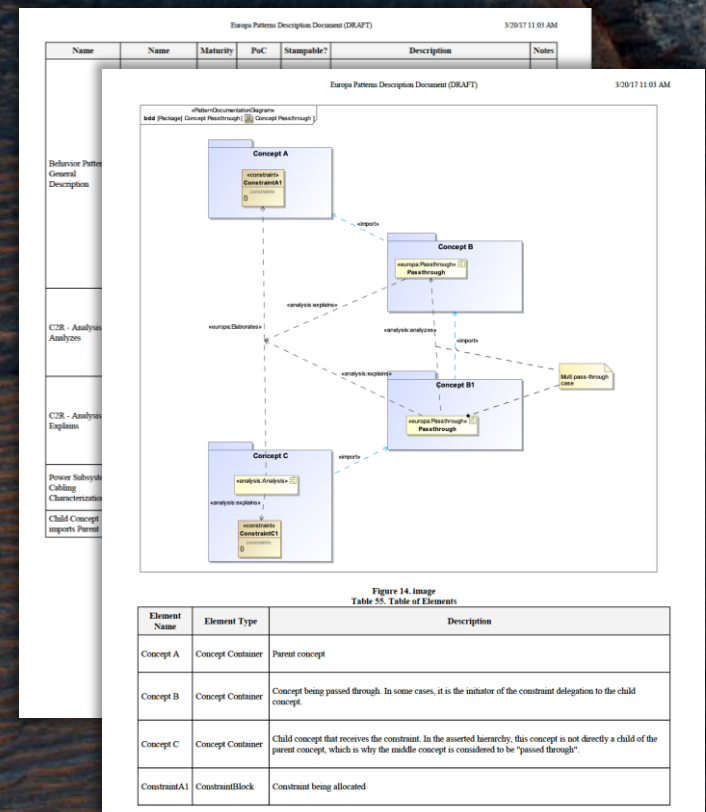 Europa Patterns Description Document (DRAFT) 3/20/17 11:03 AM
Name Name Maturity PoC Stampable? Description Notes
Behavior Patter
General
Description
C2R - Analysis
Analyzes
C2R - Analysis
Explains
Power Subsyste
Cabling
Characterizatio
Child Concept
imports Parent
Europa Patterns Description Document (DRAFT) 3/20/17 11:03 AM
«PatternDocumentationDiagram»
bdd [Package] Concept Passthrough [ Concept Passthrough ]
Concept A
«constraint»
ConstraintA1
constraints
{}
«import»
Concept B
«europa:Passthrough»
Passthrough
«analysis:explains»
«europa:Elaborates»
«analysis:analyzes»
«import»
«analysis:explains»
Multi pass-through
case
Concept B1
«europa:Passthrough»
Passthrough
Concept C
«import»
«analysis:Analysis»
«analysis:explains»
«constraint»
ConstraintC1
constraints
{}
Figure 14. image
Table 55. Table of Elements
Element
Name
Element Type Description
Concept A Concept Container Parent concept
Concept B Concept Container Concept being passed through. In some cases, it is the initiator of the constraint delegation to the child
concept.
Concept C Concept Container Child concept that receives the constraint. In the asserted hierarchy, this concept is not directly a child of the
parent concept, which is why the middle concept is considered to be "passed through".
ConstraintA1 ConstraintBlock Constraint being allocated